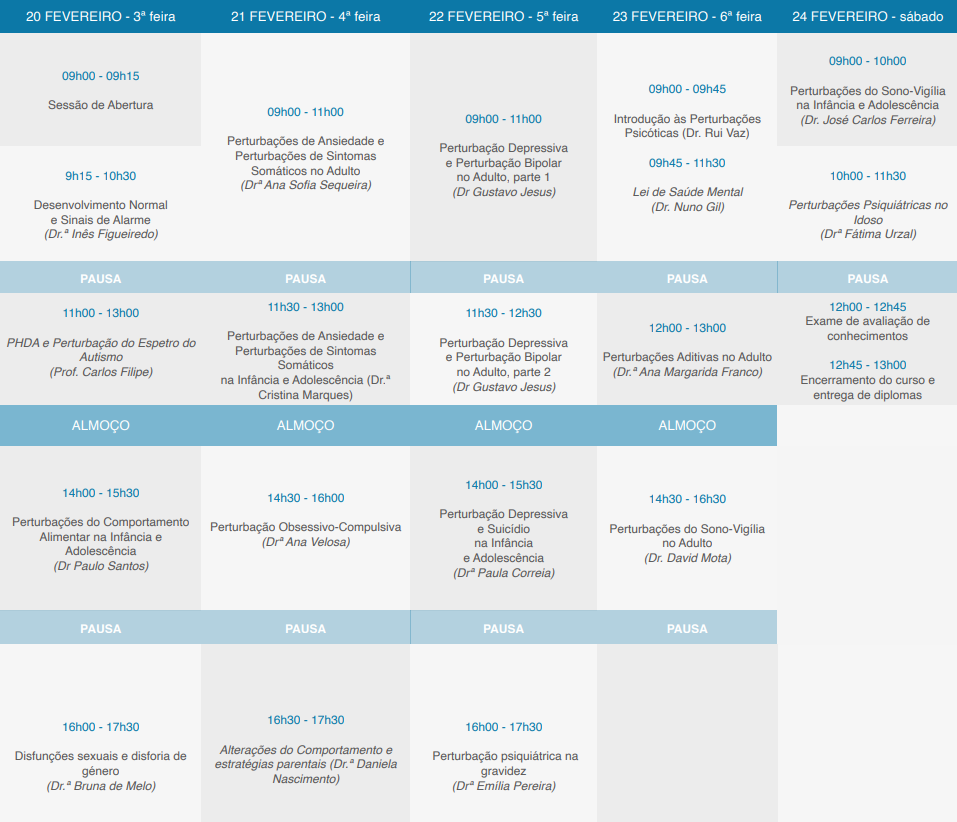 20 FEVEREIRO - 3ª feira
21 FEVEREIRO - 4ª feira
22 FEVEREIRO - 5ª feira
23 FEVEREIRO - 6ª feira
24 FEVEREIRO - sábado
09h00 - 09h15
Sessão de Abertura
9h15 - 10h30
Desenvolvimento Normal
e Sinais de Alarme
(Dr.ª Inês Figueiredo)
09h00 - 11h00
Perturbações de Ansiedade e
Perturbações de Sintomas
Somáticos no Adulto
(Drª Ana Sofia Sequeira)
09h00 - 11h00
Perturbação Depressiva
e Perturbação Bipolar
no Adulto, parte 1
(Dr Gustavo Jesus)
09h00 - 09h45
Introdução às Perturbações
Psicóticas (Dr. Rui Vaz)
09h45 - 11h30
Lei de Saúde Mental
(Dr. Nuno Gil)
09h00 - 10h00
Perturbações do Sono-Vigília
na Infância e Adolescência
(Dr. José Carlos Ferreira)
10h00 - 11h30
Perturbações Psiquiátricas no
Idoso
(Drª Fátima Urzal)
PAUSA
PAUSA
PAUSA
PAUSA
PAUSA
11h00 - 13h00
PHDA e Perturbação do Espetro do
Autismo
(Prof. Carlos Filipe)
11h30 - 13h00
Perturbações de Ansiedade e
Perturbações de Sintomas
Somáticos
na Infância e Adolescência (Dr.ª
Cristina Marques)
11h30 - 12h30
Perturbação Depressiva
e Perturbação Bipolar
no Adulto, parte 2
(Dr Gustavo Jesus)
12h00 - 13h00
Perturbações Aditivas no Adulto
(Dr.ª Ana Margarida Franco)
12h00 - 12h45
Exame de avaliação de
conhecimentos
12h45 - 13h00
Encerramento do curso e
entrega de diplomas
ALMOÇO
ALMOÇO
ALMOÇO
ALMOÇO
14h00 - 15h30
Perturbações do Comportamento
Alimentar na Infância e
Adolescência
(Dr Paulo Santos)
14h30 - 16h00
Perturbação Obsessivo-Compulsiva
(Drª Ana Velosa)
14h00 - 15h30
Perturbação Depressiva
e Suicídio
na Infância
e Adolescência
(Drª Paula Correia)
14h30 - 16h30
Perturbações do Sono-Vigília
no Adulto
(Dr. David Mota)
PAUSA
PAUSA
PAUSA
PAUSA
16h00 - 17h30
Disfunções sexuais e disforia de
género
(Dr.ª Bruna de Melo)
16h30 - 17h30
Alterações do Comportamento e
estratégias parentais (Dr.ª Daniela
Nascimento)
16h00 - 17h30
Perturbação psiquiátrica na
gravidez
(Drª Emília Pereira)